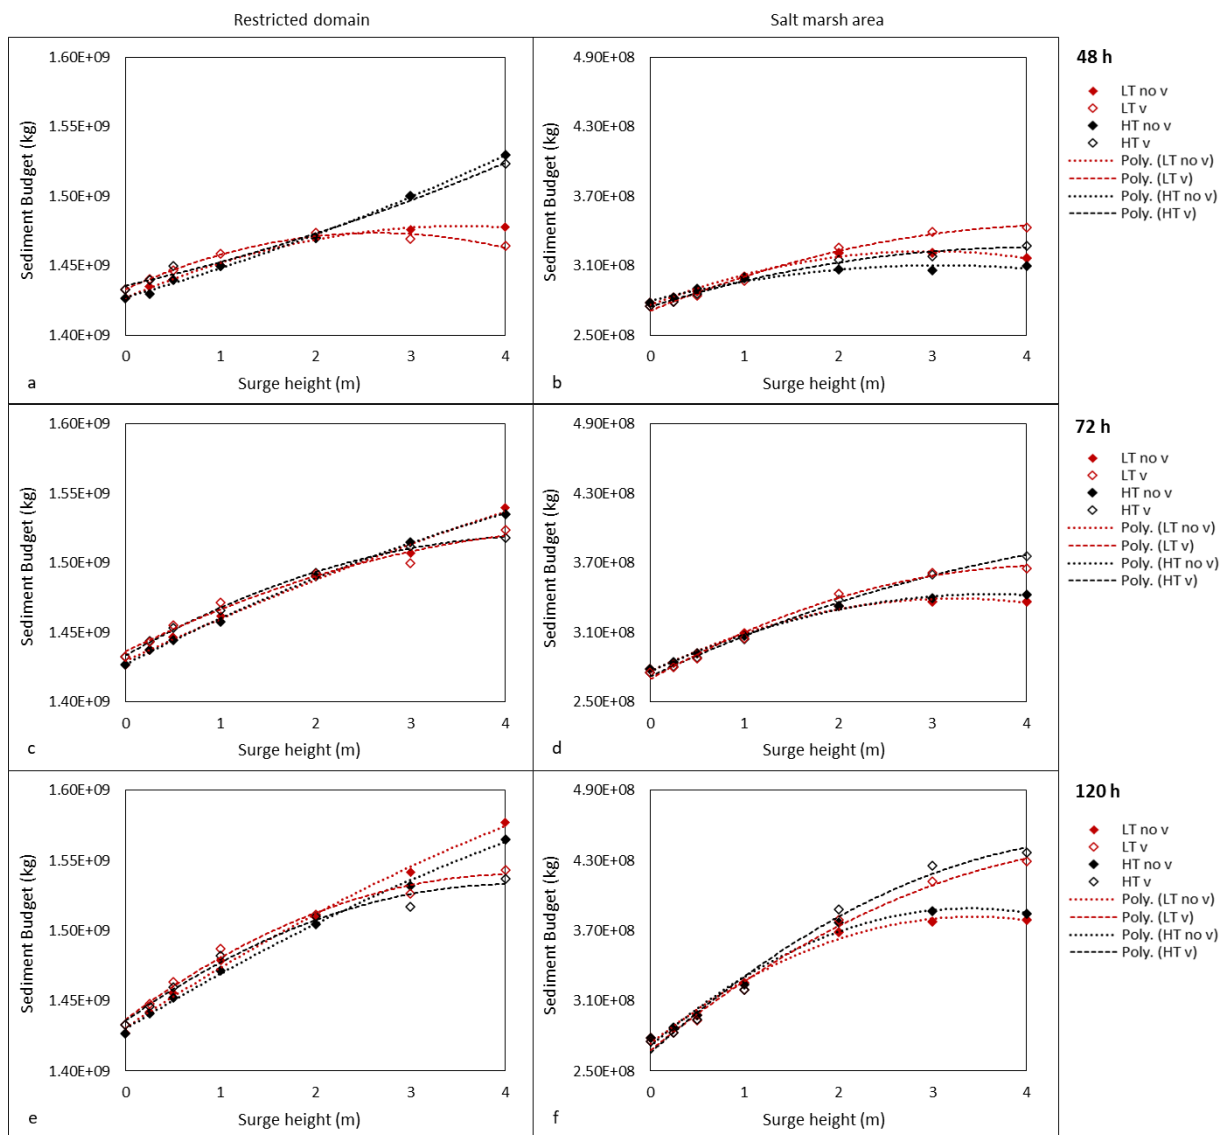 Restricted domain
Salt marsh area
1.60E+09
1.55E+09
1.50E+09
1.45E+09
1.40E+09
Sediment Budget (kg)
0 1 2 3 4
Surge height (m)
a
4.90E+08
4.30E+08
3.70E+08
3.10E+08
2.50E+08
Sediment Budget (kg)
0 1 2 3 4
Surge height (m)
b
48 h
LT no v
LT v
HT no v
HT v
Poly. (LT no v)
Poly. (LT v)
Poly. (HT no v)
Poly. (HT v)
1.60E+09
1.55E+09
1.50E+09
1.45E+09
1.40E+09
Sediment Budget (kg)
0 1 2 3 4
Surge height (m)
c
4.90E+08
4.30E+08
3.70E+08
3.10E+08
2.50E+08
Sediment Budget (kg)
0 1 2 3 4
Surge height (m)
d
72 h
LT no v
LT v
HT no v
HT v
Poly. (LT no v)
Poly. (LT v)
Poly. (HT no v)
Poly. (HT v)
1.60E+09
1.55E+09
1.50E+09
1.45E+09
1.40E+09
Sediment Budget (kg)
0 1 2 3 4
Surge height (m)
e
4.90E+08
4.30E+08
3.70E+08
3.10E+08
2.50E+08
Sediment Budget (kg)
0 1 2 3 4
Surge height (m)
f
120 h
LT no v
LT v
HT no v
HT v
Poly. (LT no v)
Poly. (LT v)
Poly. (HT no v)
Poly. (HT v)